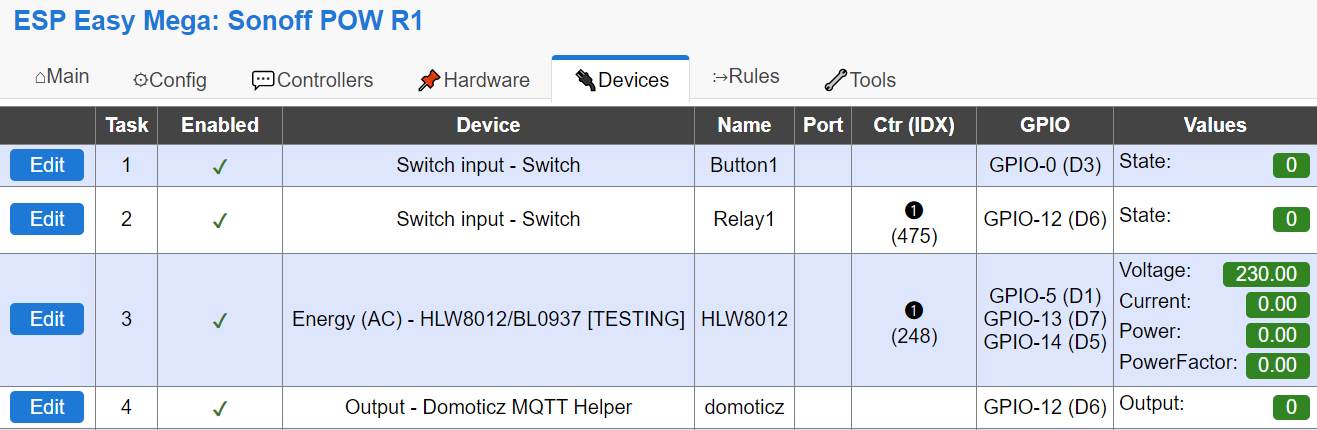 ESP Easy Mega: Sonoff POW R1
Main Config Controllers Hardware Devices Rules Tools
Task Enabled Device Name Port Ctr (IDX) GPIO Values
Edit 1 ✓ Switch input - Switch Button1 GPIO-0 (D3) State: 0
Edit 2 ✓ Switch input - Switch Relay1 ❶ GPIO-12 (D6) State: 0
(475)
Edit 3 ✓ Energy (AC) - HLW8012/BL0937 [TESTING] HLW8012 ❶ GPIO-5 (D1) Voltage: 230.00
(248) GPIO-13 (D7) Current: 0.00
GPIO-14 (D5) Power: 0.00
PowerFactor: 0.00
Edit 4 ✓ Output - Domoticz MQTT Helper domoticz GPIO-12 (D6) Output: 0